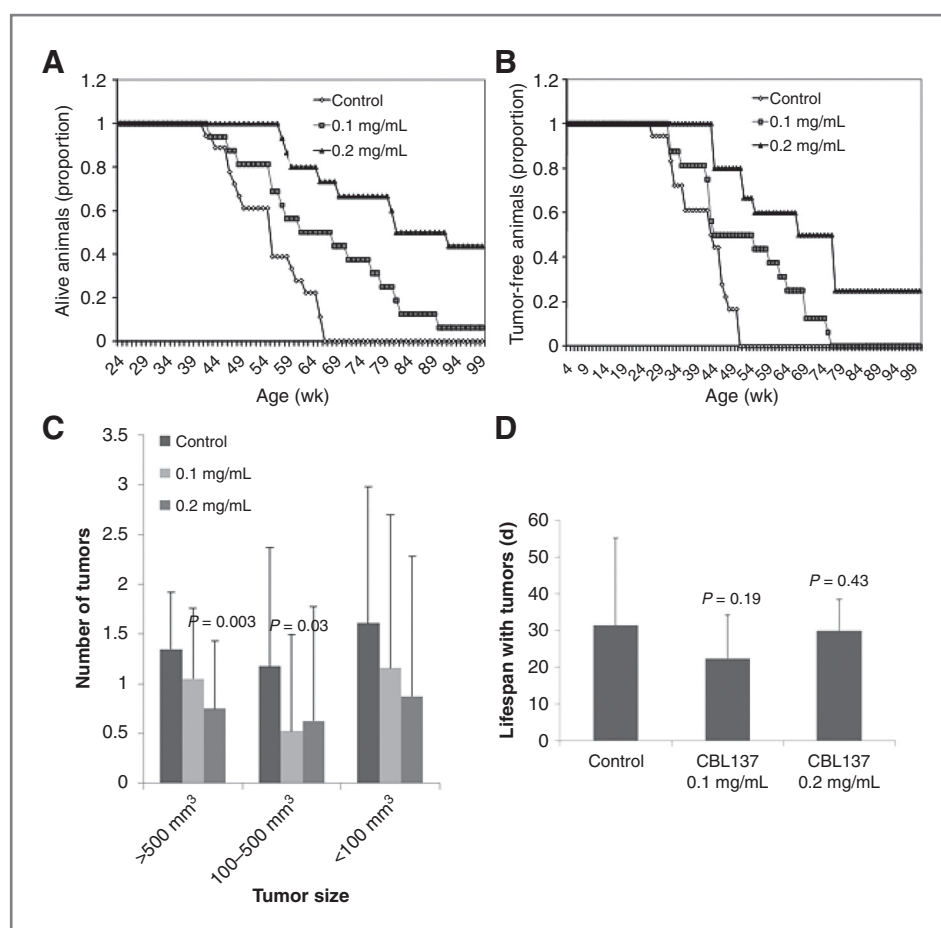 A
Alive animals (proportion)
1.2
1
0.8
0.6
0.4
0.2
0
Control
0.1 mg/mL
0.2 mg/mL
24 29 34 39 44 49 54 59 64 69 74 79 84 89 94 99
Age (wk)
B
Tumor-free animals (proportion)
1.2
1
0.8
0.6
0.4
0.2
0
Control
0.1 mg/mL
0.2 mg/mL
4 9 14 19 24 29 34 39 44 49 54 59 64 69 74 79 84 89 94 99
Age (wk)
C
Number of tumors
3.5
3
2.5
2
1.5
1
0.5
0
Control
0.1 mg/mL
0.2 mg/mL
P = 0.003
P = 0.03
>500 mm³
100–500 mm³
<100 mm³
Tumor size
D
Lifespan with tumors (d)
60
50
40
30
20
10
0
P = 0.19
P = 0.43
Control
CBL137
0.1 mg/mL
CBL137
0.2 mg/mL